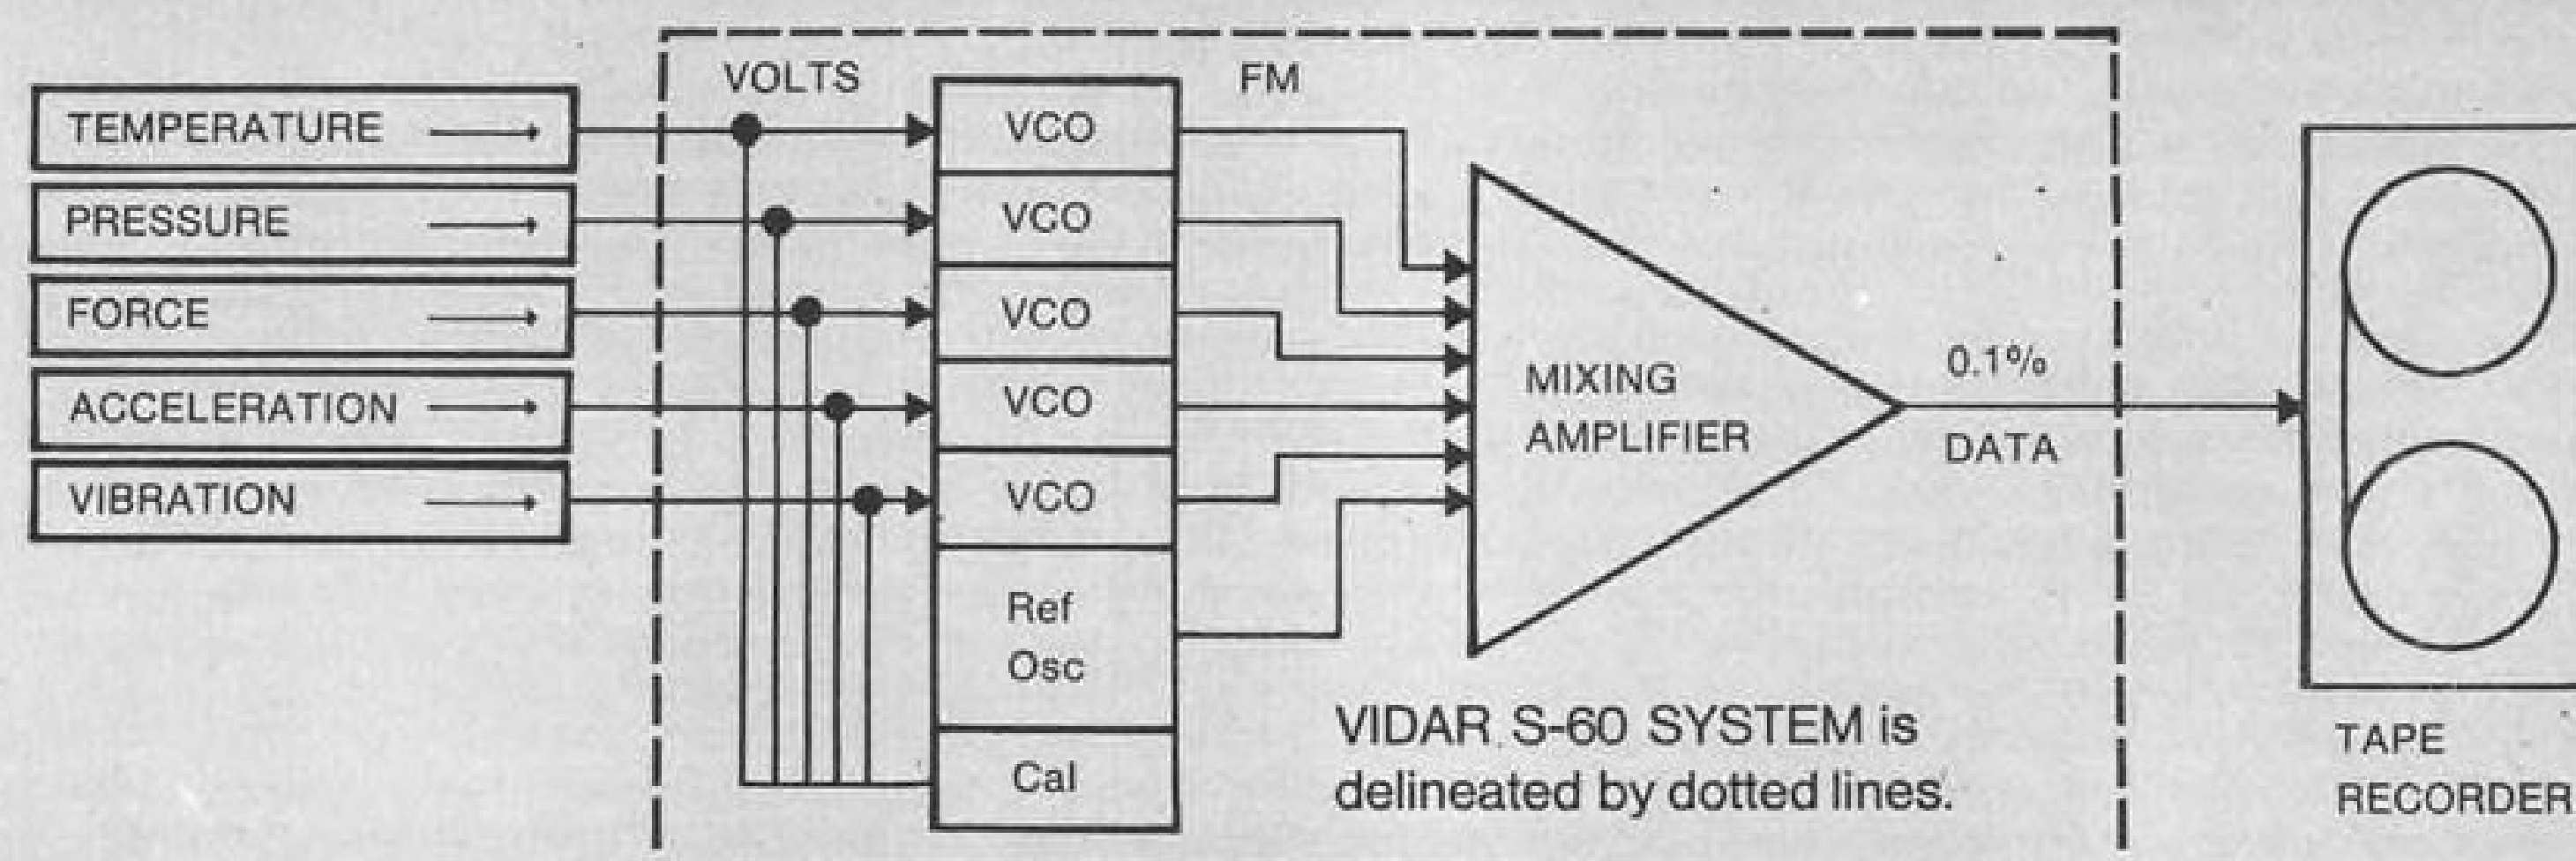 VOLTS
FM
TEMPERATURE
PRESSURE
FORCE
ACCELERATION
VIBRATION
VCO
VCO
VCO
VCO
VCO
Ref
Osc
Cal
MIXING
AMPLIFIER
0.1%
DATA
VIDAR S-60 SYSTEM is
delineated by dotted lines.
TAPE
RECORDER